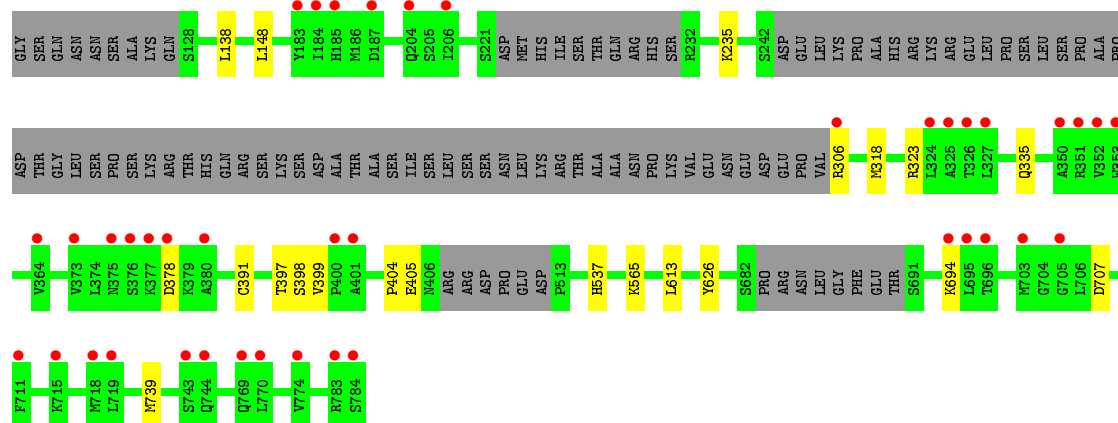 GLY SER GLN ASN ASN SER ALA LYS GLN S128 L138 L148 Y183 I184 H185 M186 D187 Q204 S205 I206 S221 ASP MET HIS ILE SER THR GLN ARG HIS SER R232 K235 S242 ASP GLU LEU LYS PRO ALA HIS ARG LYS ARG GLU LEU PRO SER LEU SER PRO ALA PRO
ASP THR GLY LEU SER PRO SER LYS ARG THR HIS GLN ARG SER LYS SER ASP ALA THR ALA SER ILE SER LEU SER SER ASN LEU LYS ARG THR ALA ALA ASN PRO LYS VAL GLU ASN GLU ASP GLU PRO VAL R306 M318 R323 L324 A325 T326 L327 Q335 A350 R351 V352 W353
V364 V373 L374 N375 S376 K377 D378 K379 A380 C391 T397 S398 V399 P400 A401 P404 E405 N406 ARG ARG ASP PRO GLU ASP P513 H537 K565 L613 Y626 S682 PRO ARG ASN LEU GLY PHE GLU THR S691 K694 L695 T696 M703 G704 G705 L706 D707
F711 K715 M718 L719 M739 S743 Q744 Q769 L770 V774 R783 S784